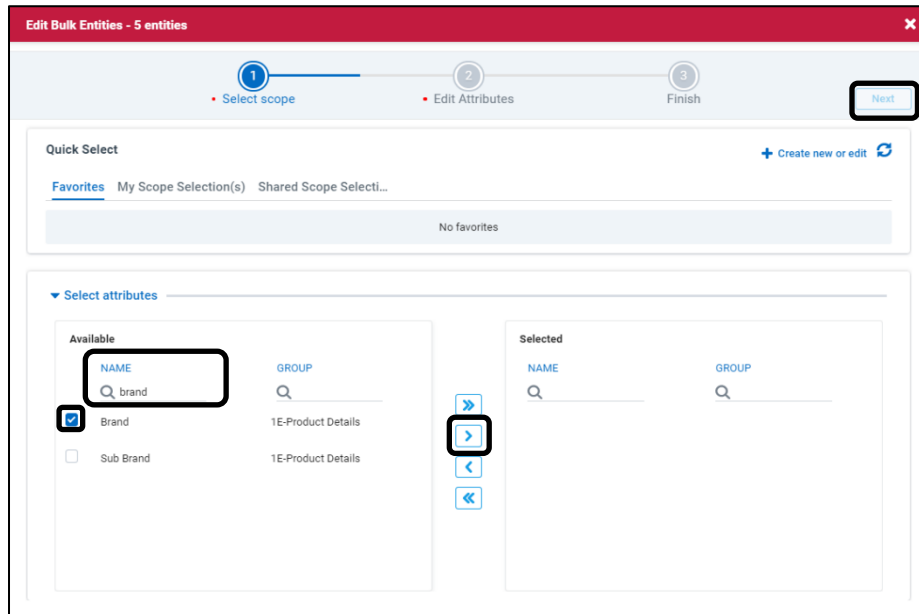 Edit Bulk Entities - 5 entities
1 2 3
• Select scope • Edit Attributes Finish
Next
Quick Select
Create new or edit
Favorites My Scope Selection(s) Shared Scope Selecti...
No favorites
Select attributes
Available
NAME GROUP
brand
Brand 1E-Product Details
Sub Brand 1E-Product Details
Selected
NAME GROUP